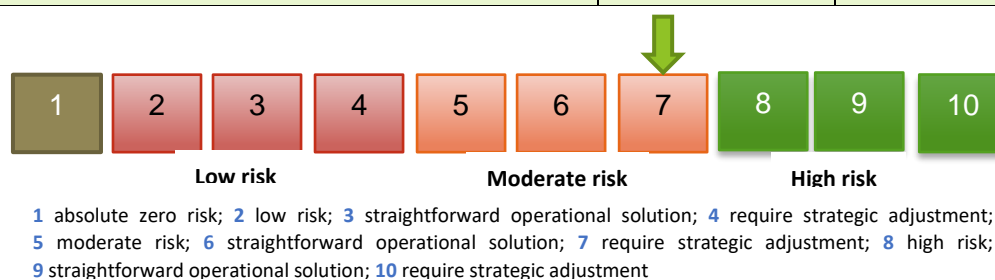 1 2 3 4 5 6 7 8 9 10
Low risk Moderate risk High risk
1 absolute zero risk; 2 low risk; 3 straightforward operational solution; 4 require strategic adjustment;
5 moderate risk; 6 straightforward operational solution; 7 require strategic adjustment; 8 high risk;
9 straightforward operational solution; 10 require strategic adjustment